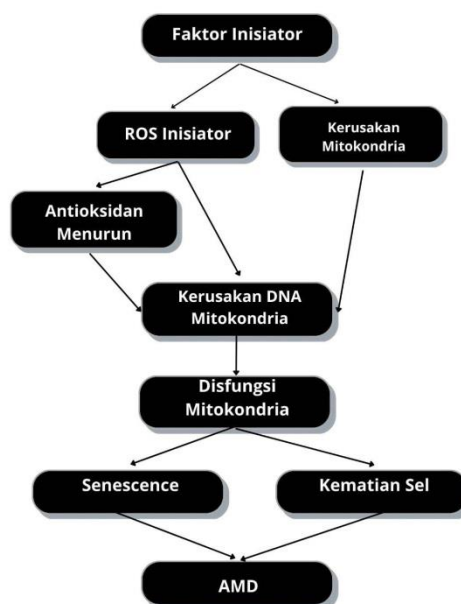 Faktor Inisiator
ROS Inisiator
Kerusakan
Mitokondria
Antioksidan
Menurun
Kerusakan DNA
Mitokondria
Disfungsi
Mitokondria
Senescence
Kematian Sel
AMD